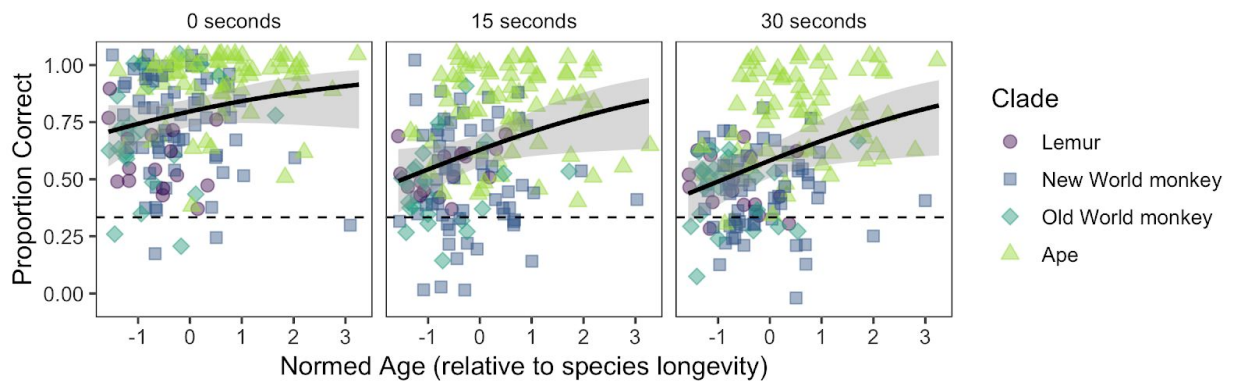 0 seconds
15 seconds
30 seconds
Proportion Correct
1.00
0.75
0.50
0.25
0.00
-1 0 1 2 3
-1 0 1 2 3
-1 0 1 2 3
Normed Age (relative to species longevity)
Clade
Lemur
New World monkey
Old World monkey
Ape